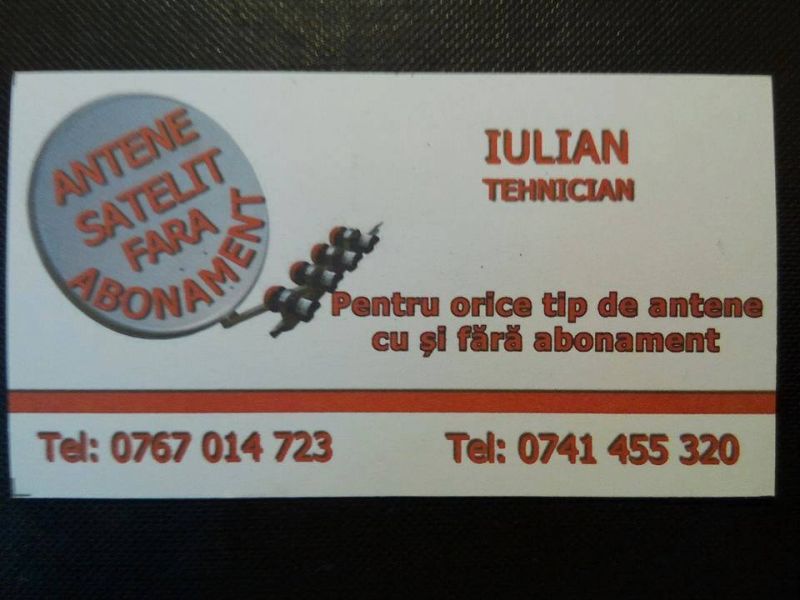 ANTENE
SATELIT
FARA
ABONAMENT
IULIAN
TEHNICIAN
Pentru orice tip de antene
cu și fără abonament
Tel: 0767 014 723
Tel: 0741 455 320